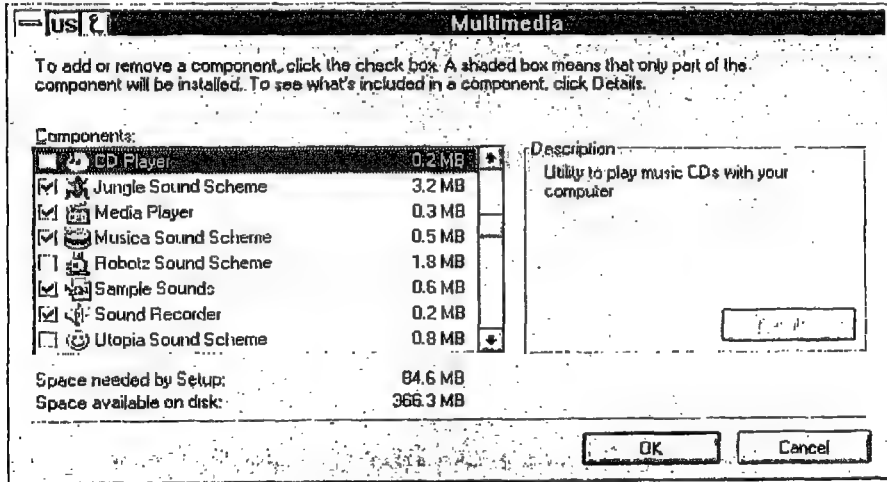 US ع Multimedia
To add or remove a component, click the check box. A shaded box means that only part of the
component will be installed. To see what's included in a component, click Details.
Components:
CD Player 0.2 MB
Jungle Sound Scheme 3.2 MB
Media Player 0.3 MB
Musica Sound Scheme 0.5 MB
Robotz Sound Scheme 1.8 MB
Sample Sounds 0.6 MB
Sound Recorder 0.2 MB
Utopia Sound Scheme 0.8 MB
Description
Utility to play music CDs with your
computer
Space needed by Setup: 84.6 MB
Space available on disk: 366.3 MB
OK Cancel